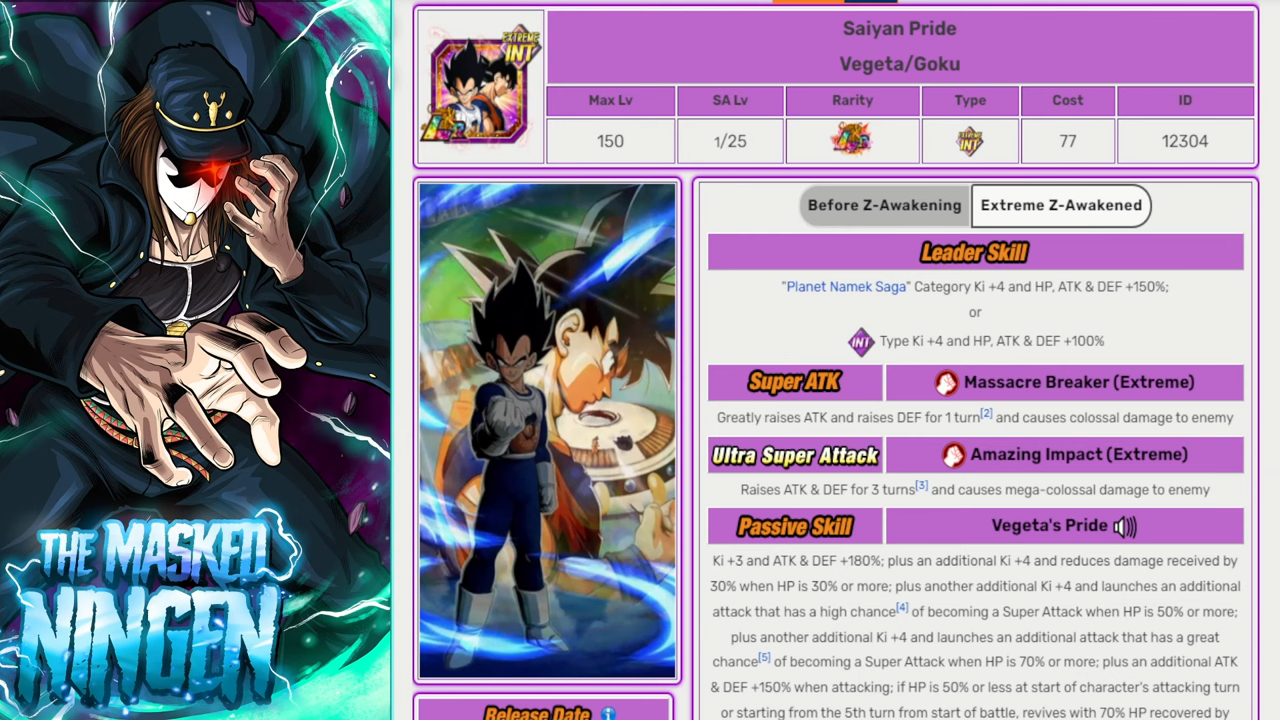 THE MASKED
NINGEN
EXTREME
INT
LR
Saiyan Pride
Vegeta/Goku
Max Lv
SA Lv
Rarity
Type
Cost
ID
150
1/25
LR
EXTREME
INT
77
12304
Before Z-Awakening
Extreme Z-Awakened
Leader Skill
"Planet Namek Saga" Category Ki +4 and HP, ATK & DEF +150%;
or
INT Type Ki +4 and HP, ATK & DEF +100%
Super ATK
Massacre Breaker (Extreme)
Greatly raises ATK and raises DEF for 1 turn[2] and causes colossal damage to enemy
Ultra Super Attack
Amazing Impact (Extreme)
Raises ATK & DEF for 3 turns[3] and causes mega-colossal damage to enemy
Passive Skill
Vegeta's Pride
Ki +3 and ATK & DEF +180%; plus an additional Ki +4 and reduces damage received by
30% when HP is 30% or more; plus another additional Ki +4 and launches an additional
attack that has a high chance[4] of becoming a Super Attack when HP is 50% or more;
plus another additional Ki +4 and launches an additional attack that has a great
chance[5] of becoming a Super Attack when HP is 70% or more; plus an additional ATK
& DEF +150% when attacking; if HP is 50% or less at start of character's attacking turn
or starting from the 5th turn from start of battle, revives with 70% HP recovered by
Release Date